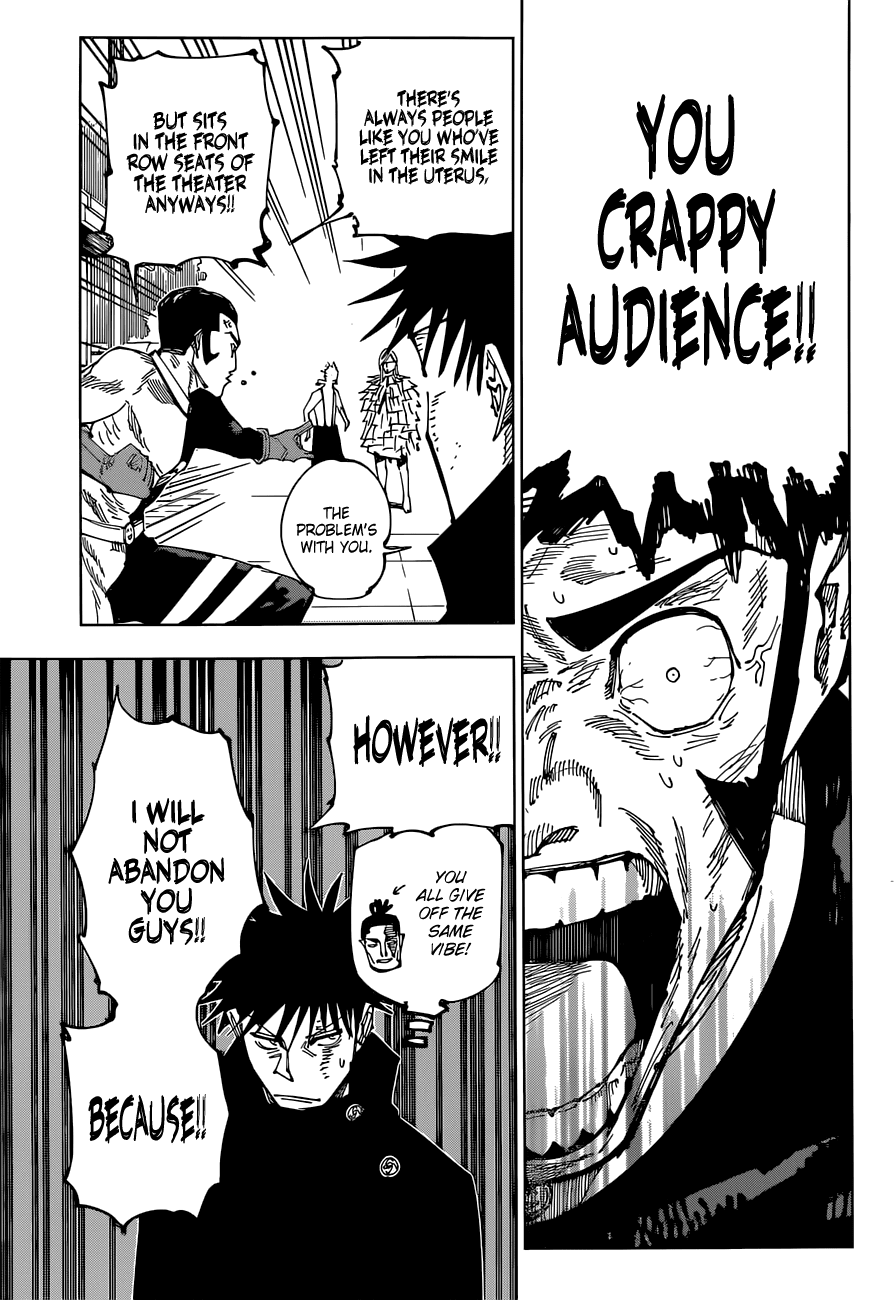 YOU
CRAPPY
AUDIENCE!!
THERE'S
ALWAYS PEOPLE
LIKE YOU WHO'VE
LEFT THEIR SMILE
IN THE UTERUS,
BUT SITS
IN THE FRONT
ROW SEATS OF
THE THEATER
ANYWAYS!!
THE
PROBLEM'S
WITH YOU.
HOWEVER!!
YOU
ALL GIVE
OFF THE
SAME
VIBE!
I WILL
NOT
ABANDON
YOU
GUYS!!
BECAUSE!!